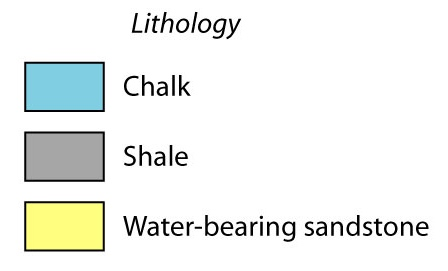 Lithology
Chalk
Shale
Water-bearing sandstone